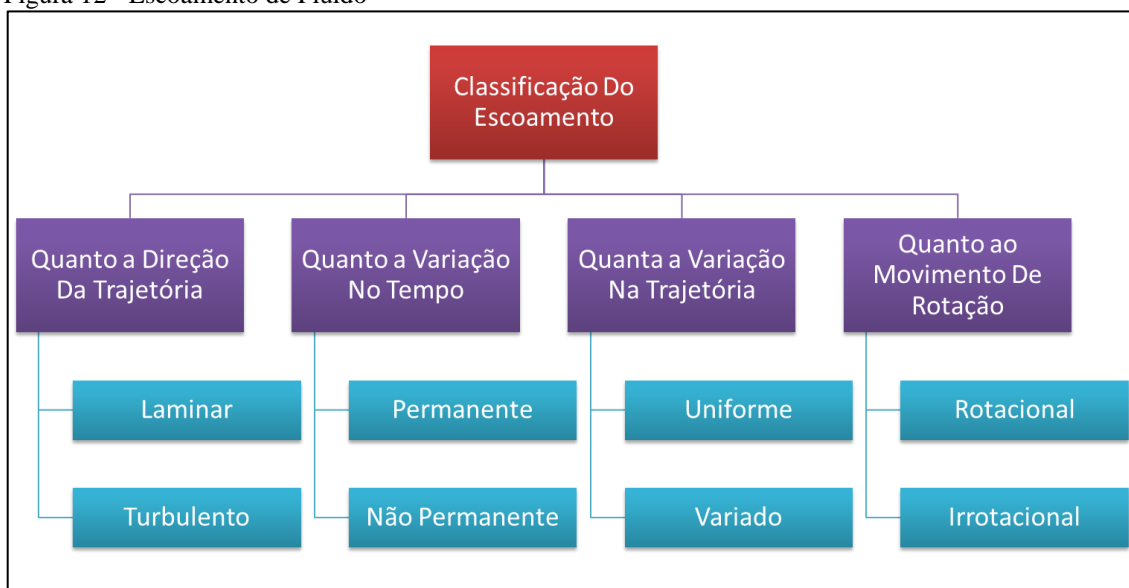 Figura 12 - Escoamento de Fluido
Classificação Do
Escoamento
Quanto a Direção
Da Trajetória
Quanto a Variação
No Tempo
Quanta a Variação
Na Trajetória
Quanto ao
Movimento De
Rotação
Laminar
Permanente
Uniforme
Rotacional
Turbulento
Não Permanente
Variado
Irrotacional